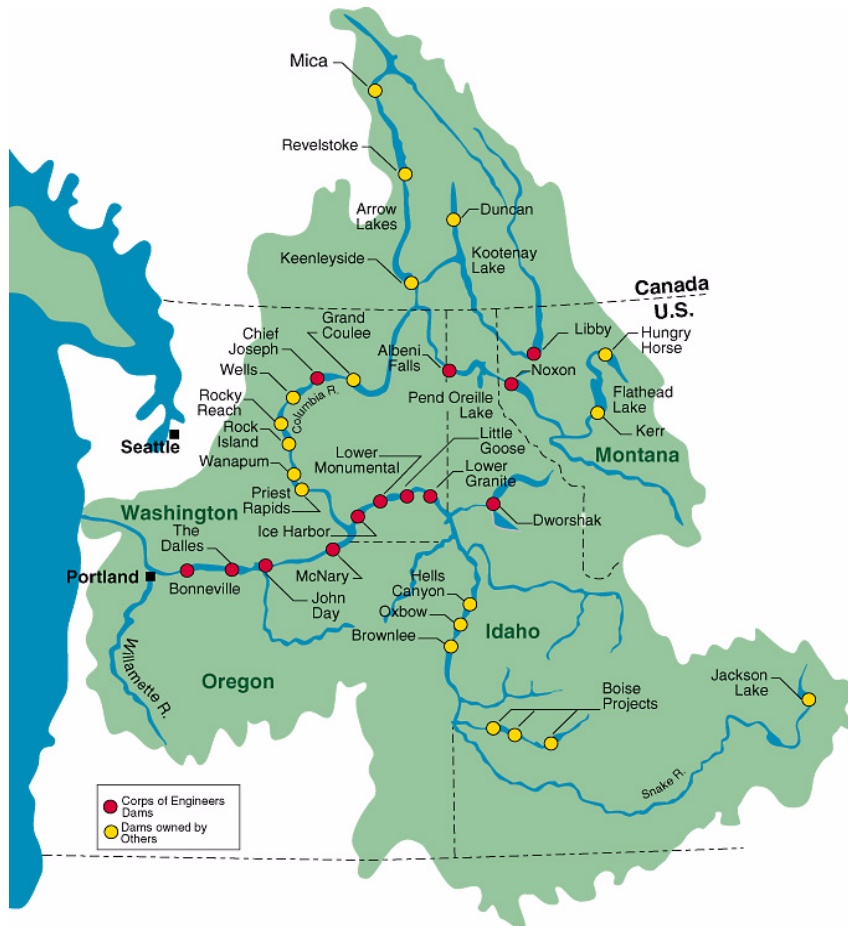 Mica
Revelstoke
Arrow
Lakes
Duncan
Keenleyside
Kootenay
Lake
Canada
U.S.
Grand
Coulee
Chief
Joseph
Libby
Hungry
Horse
Albeni
Falls
Wells
Noxon
Columbia R.
Pend Oreille
Lake
Flathead
Lake
Rocky
Reach
Rock
Island
Seattle
Kerr
Little
Goose
Lower
Monumental
Wanapum
Lower
Granite
Montana
Priest
Rapids
Washington
Ice Harbor
Dworshak
The
Dalles
Portland
Bonneville
McNary
John
Day
Hells
Canyon
Oxbow
Brownlee
Idaho
Willamette R.
Oregon
Boise
Projects
Jackson
Lake
Snake R.
Corps of Engineers
Dams
Dams owned by
Others